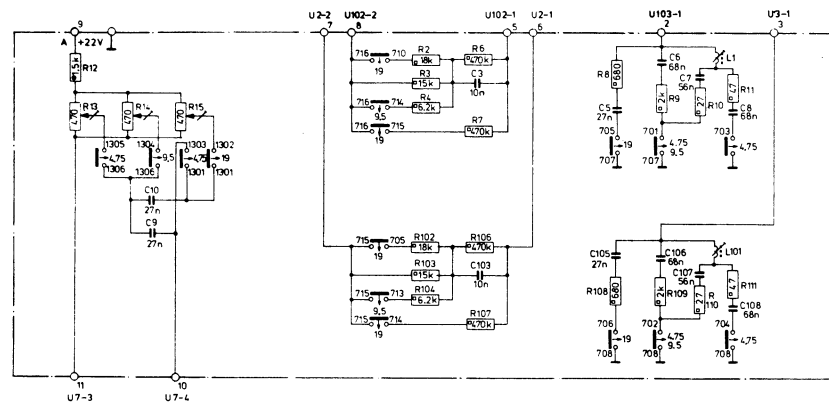 U2-2 U102-2 U102-1 U2-1 U103-1 U3-1
9 7 8 5 6 2 3
A +22V
1,5k R12
470 R13 470 R14 470 R15
1305 4,75 1306
1304 9,5 1306
1303 4,75 1301
1302 19 1301
C10 27n
C9 27n
11 U7-3
10 U7-4
716 710 19
R2 18k
R6 470k
R3 15k
C3 10n
R4 6.2k
716 714 9.5
716 715 19
R7 470k
715 705 19
R102 18k
R106 470k
R103 15k
C103 10n
R104 6.2k
715 713 9.5
715 714 19
R107 470k
R8 680
C5 27n
705 19 707
C6 68n
2k R9
701 4.75 9.5 707
L1
C7 56n
27 R10
47 R11
C8 68n
703 4,75
C105 27n
R108 680
706 19 708
C106 68n
2k R109
702 4.75 9.5 708
L101
C107 56n
27 R 110
47 R111
C108 68n
704 4,75 708